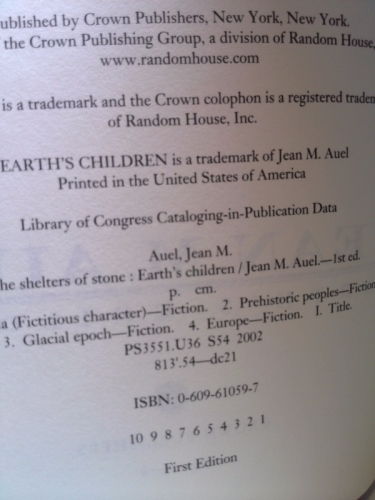 ublished by Crown Publishers, New York, New York.
the Crown Publishing Group, a division of Random House,
www.randomhouse.com
is a trademark and the Crown colophon is a registered tradem
of Random House, Inc.
EARTH'S CHILDREN is a trademark of Jean M. Auel
Printed in the United States of America
Library of Congress Cataloging-in-Publication Data
Auel, Jean M.
he shelters of stone : Earth's children / Jean M. Auel.—1st ed.
p. cm.
a (Fictitious character)—Fiction. 2. Prehistoric peoples—Fiction
3. Glacial epoch—Fiction. 4. Europe—Fiction. I. Title.
PS3551.U36 S54 2002
813'.54—dc21
ISBN: 0-609-61059-7
10 9 8 7 6 5 4 3 2 1
First Edition